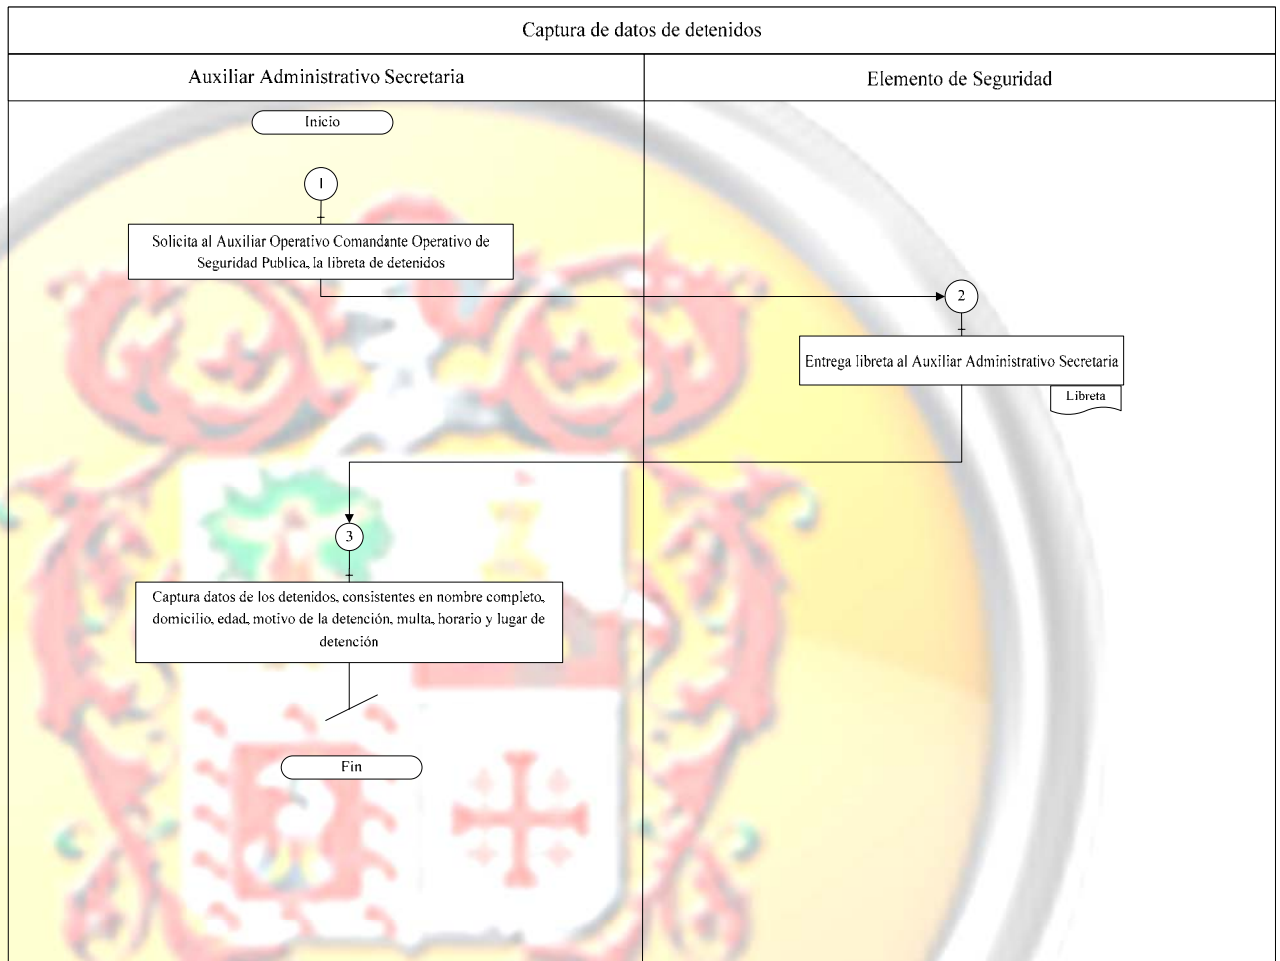 Captura de datos de detenidos
Auxiliar Administrativo Secretaria
Elemento de Seguridad
Inicio
1
Solicita al Auxiliar Operativo Comandante Operativo de
Seguridad Publica, la libreta de detenidos
2
Entrega libreta al Auxiliar Administrativo Secretaria
Libreta
3
Captura datos de los detenidos, consistentes en nombre completo,
domicilio, edad, motivo de la detención, multa, horario y lugar de
detención
Fin